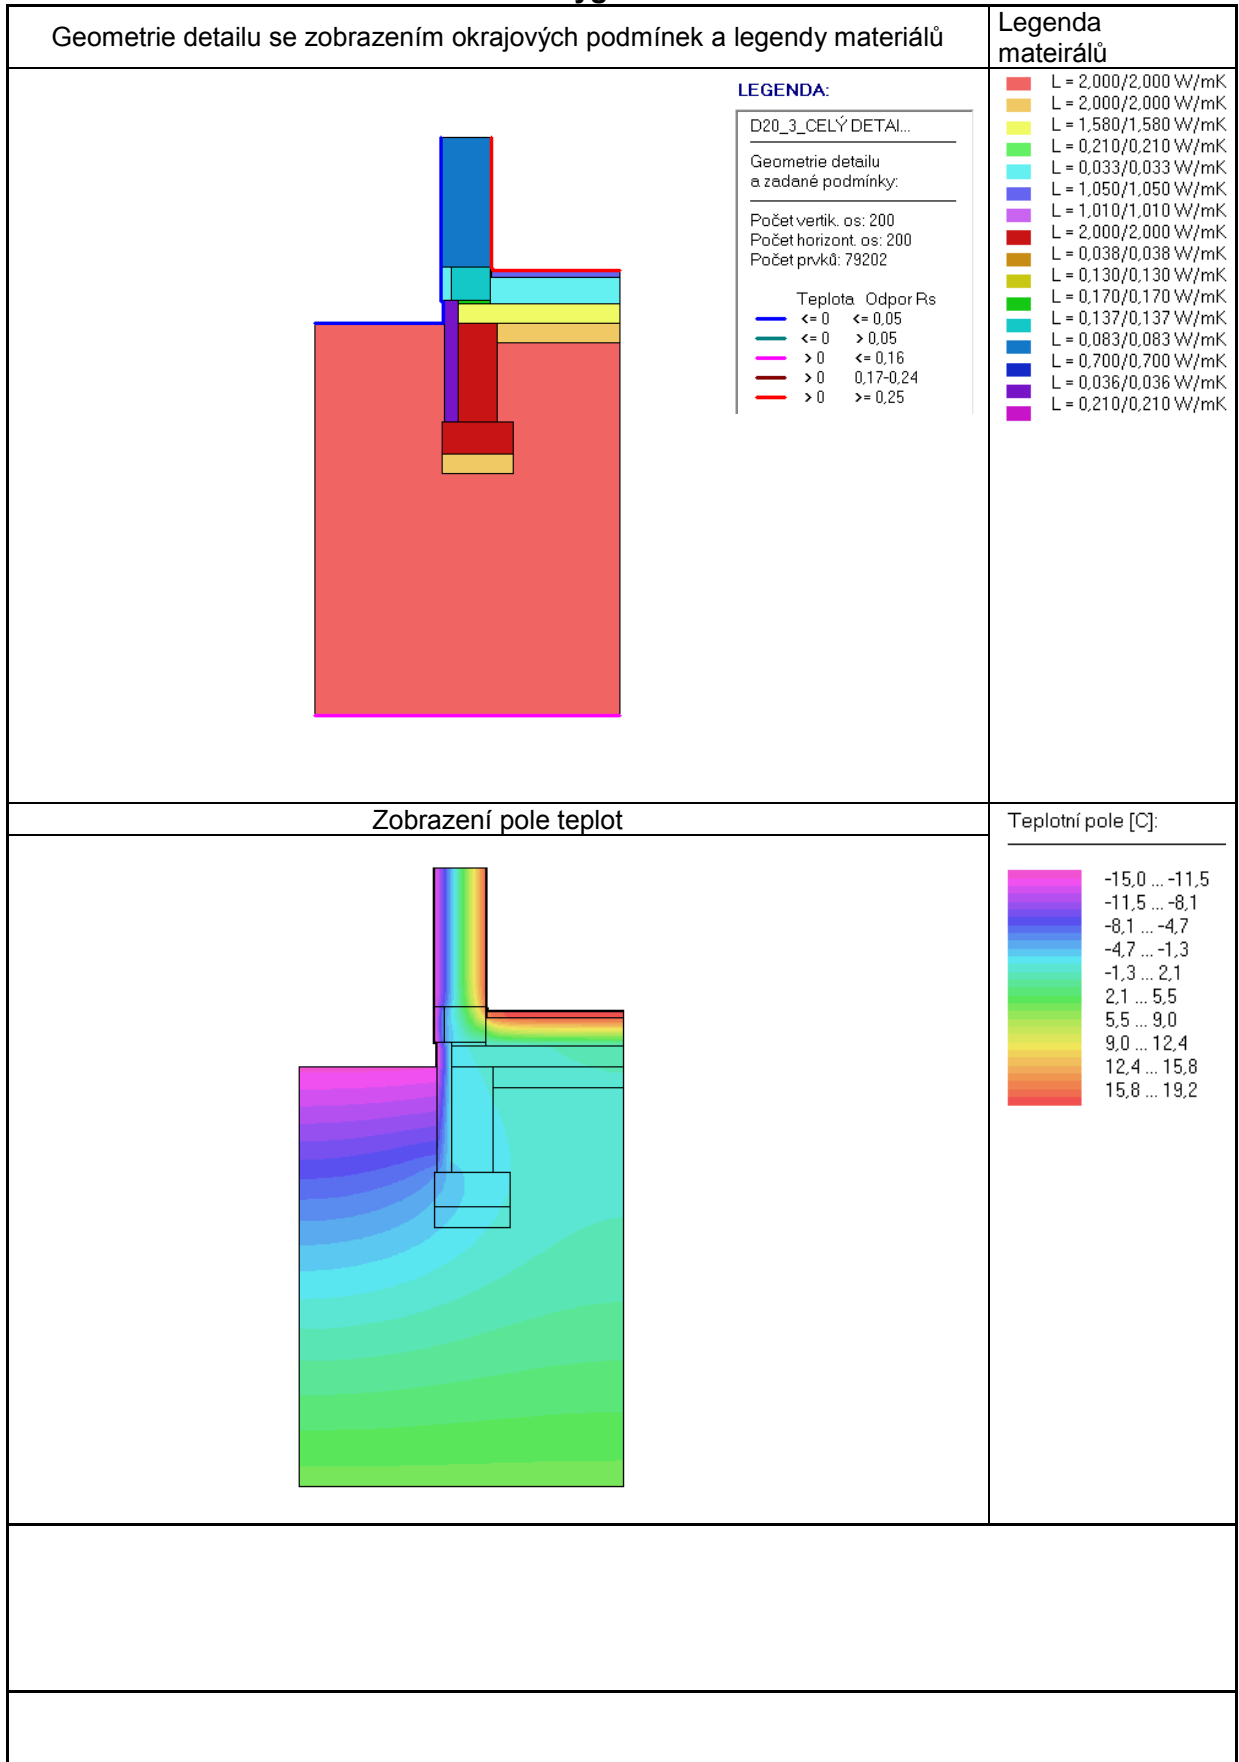 Geometrie detailu se zobrazením okrajových podmínek a legendy materiálů
Legenda
mateirálů
LEGENDA:
D20_3_CELÝ DETAI...
Geometrie detailu
a zadané podmínky:
Počet vertik. os: 200
Počet horizont. os: 200
Počet prvků: 79202
Teplota Odpor Rs
<= 0 <= 0,05
<= 0 > 0,05
> 0 <= 0,16
> 0 0,17-0,24
> 0 >= 0,25
L = 2,000/2,000 W/mK
L = 2,000/2,000 W/mK
L = 1,580/1,580 W/mK
L = 0,210/0,210 W/mK
L = 0,033/0,033 W/mK
L = 1,050/1,050 W/mK
L = 1,010/1,010 W/mK
L = 2,000/2,000 W/mK
L = 0,038/0,038 W/mK
L = 0,130/0,130 W/mK
L = 0,170/0,170 W/mK
L = 0,137/0,137 W/mK
L = 0,083/0,083 W/mK
L = 0,700/0,700 W/mK
L = 0,036/0,036 W/mK
L = 0,210/0,210 W/mK
Zobrazení pole teplot
Teplotní pole [C]:
-15,0 ... -11,5
-11,5 ... -8,1
-8,1 ... -4,7
-4,7 ... -1,3
-1,3 ... 2,1
2,1 ... 5,5
5,5 ... 9,0
9,0 ... 12,4
12,4 ... 15,8
15,8 ... 19,2